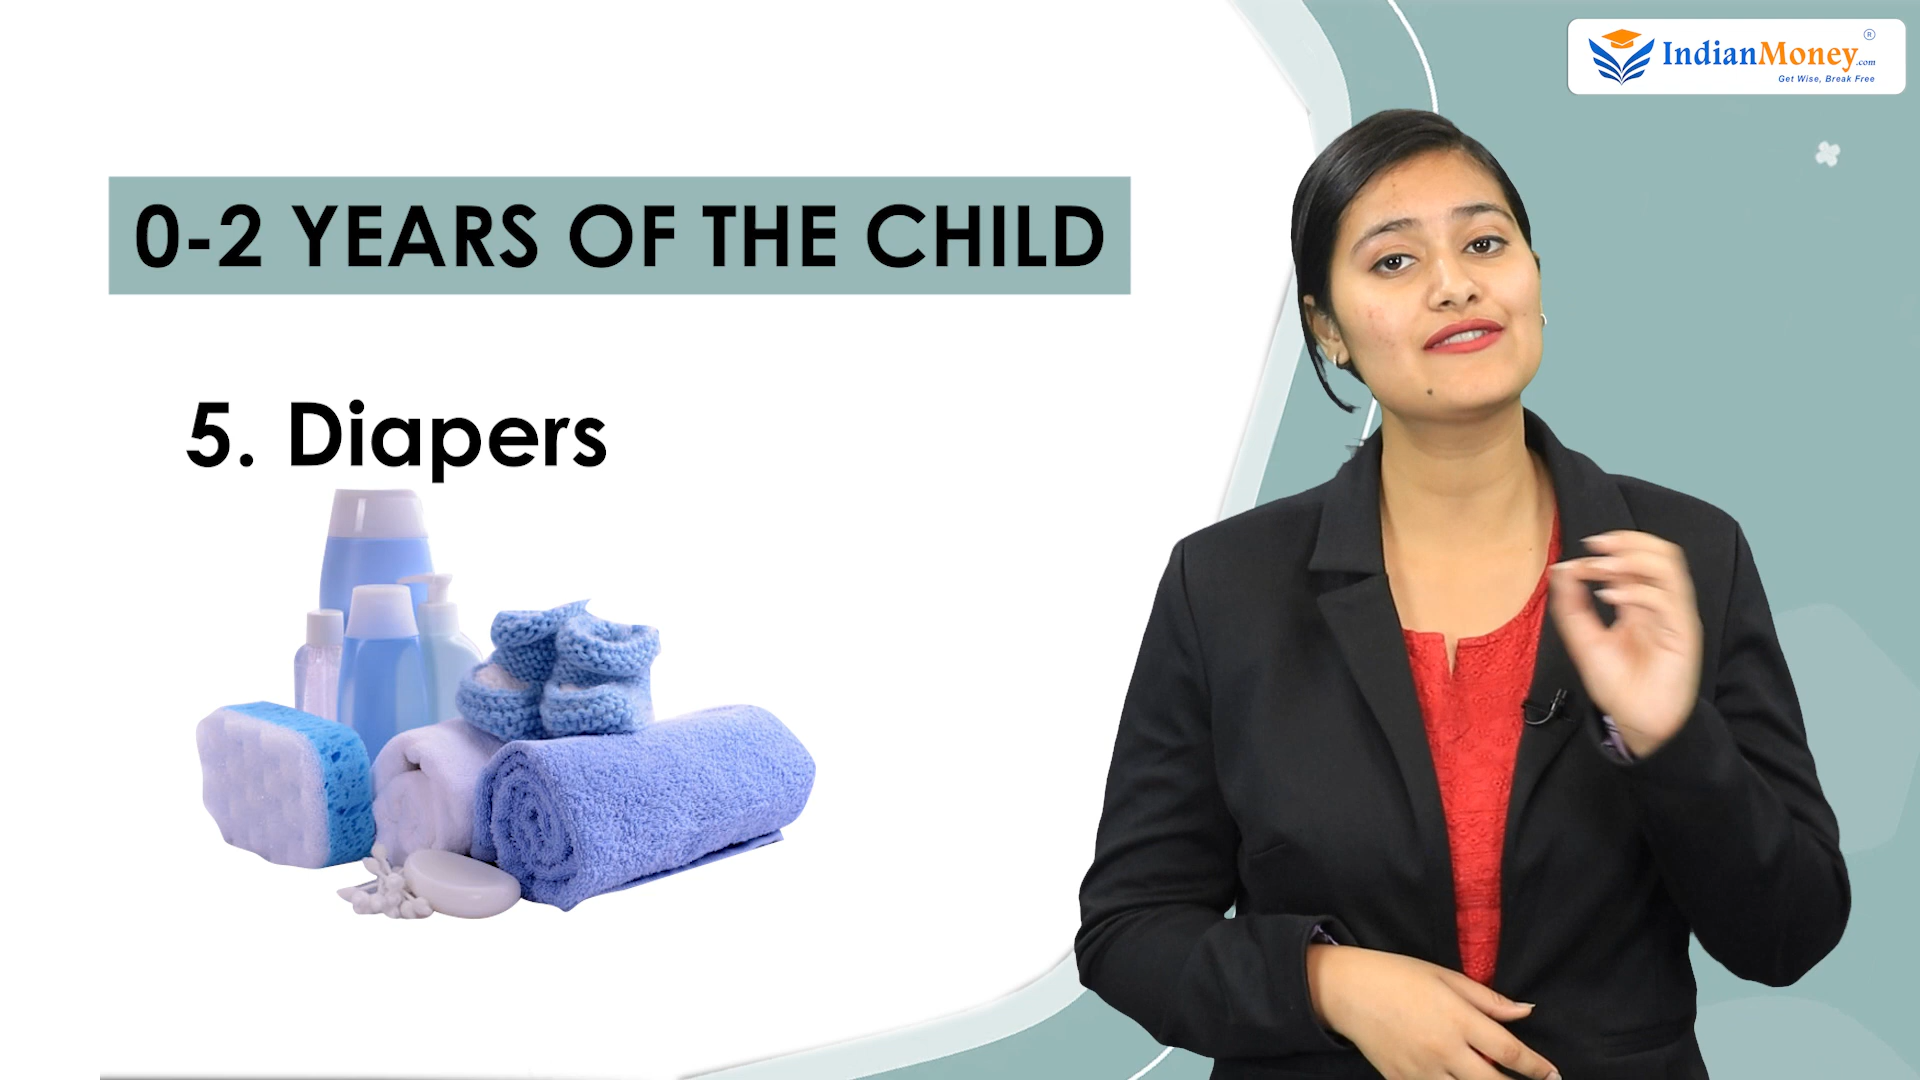 IndianMoney.com ®
Get Wise, Break Free
0-2 YEARS OF THE CHILD
5. Diapers